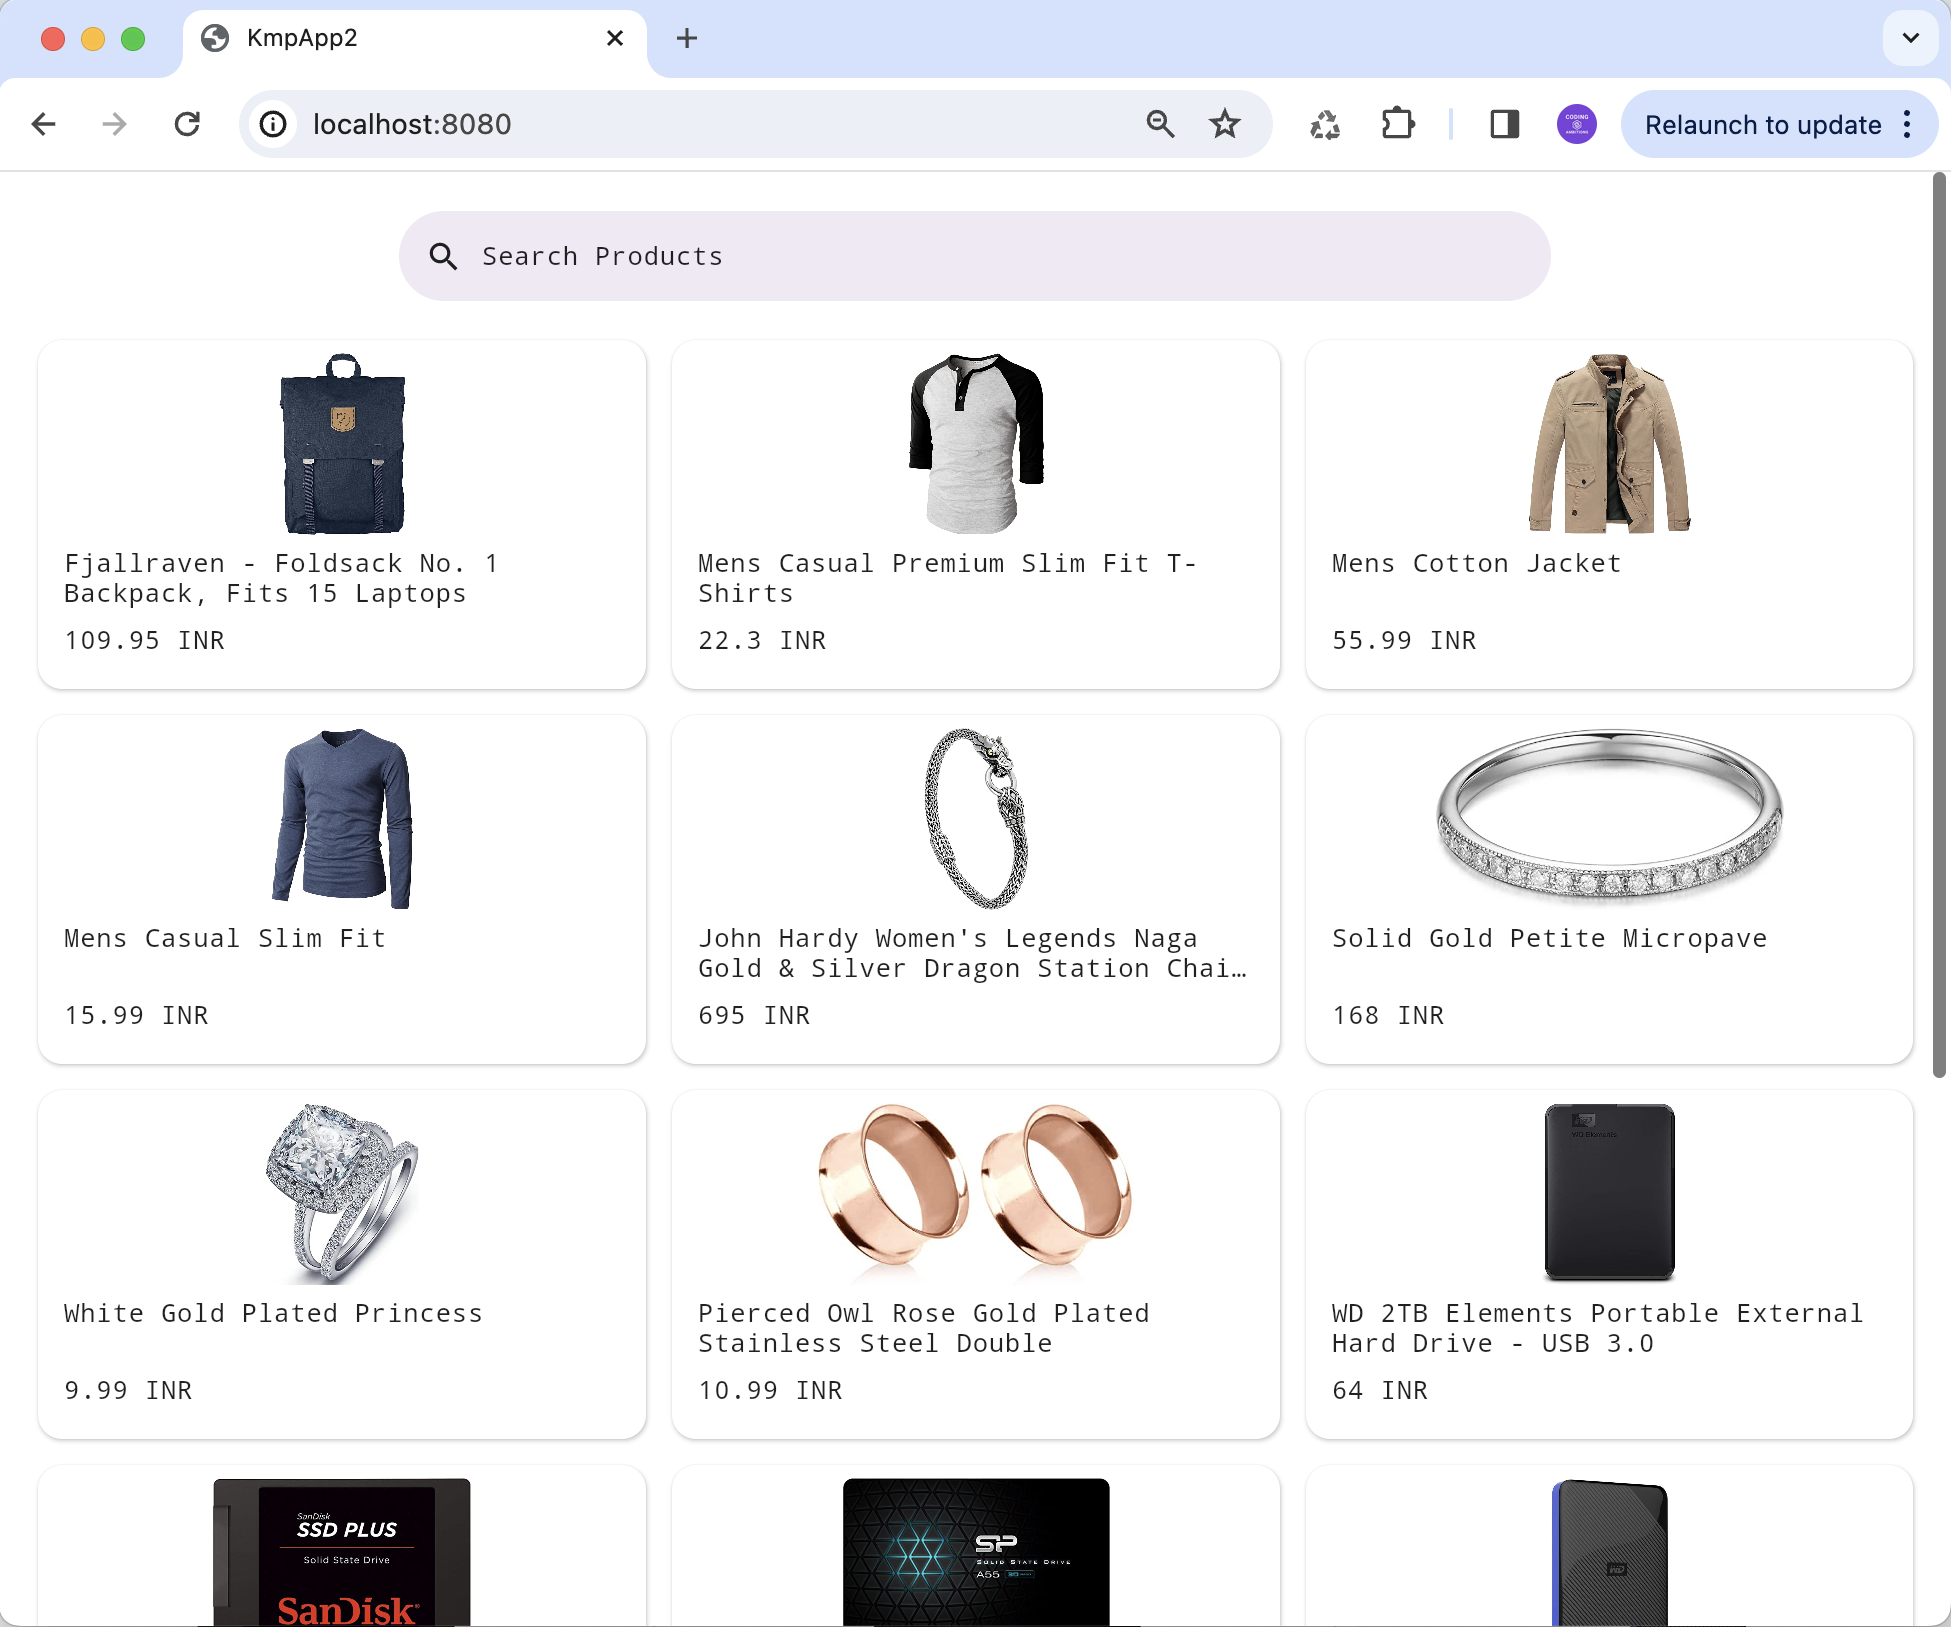 KmpApp2
localhost:8080
Relaunch to update
CODING
AMBITIONS
Search Products
Fjallraven - Foldsack No. 1
Backpack, Fits 15 Laptops
109.95 INR
Mens Casual Premium Slim Fit T-
Shirts
22.3 INR
Mens Cotton Jacket
55.99 INR
Mens Casual Slim Fit
15.99 INR
John Hardy Women's Legends Naga
Gold & Silver Dragon Station Chai…
695 INR
Solid Gold Petite Micropave
168 INR
White Gold Plated Princess
9.99 INR
Pierced Owl Rose Gold Plated
Stainless Steel Double
10.99 INR
WD Elements
WD 2TB Elements Portable External
Hard Drive - USB 3.0
64 INR
SanDisk
SSD PLUS
Solid State Drive
SanDisk
SP
SOLID STATE DRIVE
A55
WD